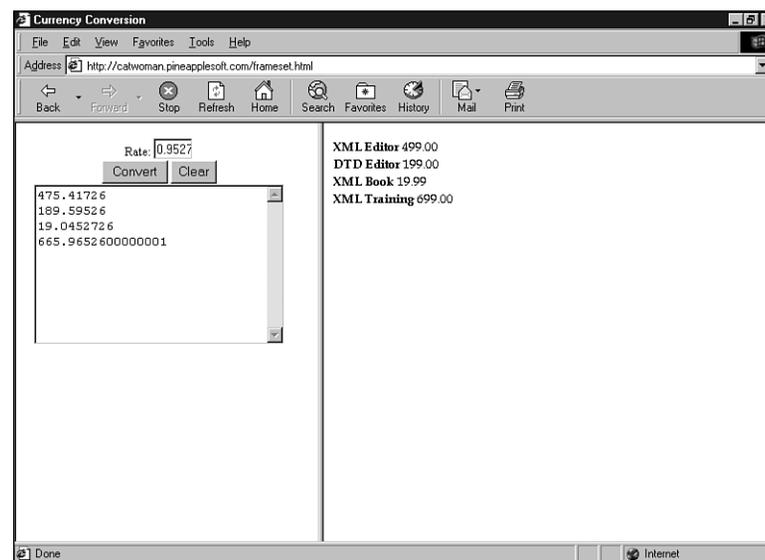 Currency Conversion
File Edit View Favorites Tools Help
Address http://catwoman.pineapplesoft.com/frameset.html
Back Forward Stop Refresh Home Search Favorites History Mail Print
Rate: 0.9527
Convert Clear
475.41726
189.59526
19.0452726
665.9652600000001
XML Editor 499.00
DTD Editor 199.00
XML Book 19.99
XML Training 699.00
Done Internet